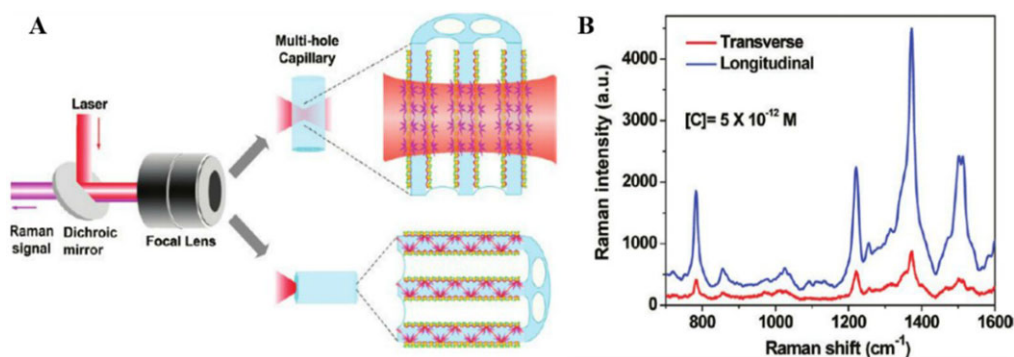 A
Laser
Raman
signal
Dichroic
mirror
Focal Lens
Multi-hole
Capillary
B
Raman intensity (a.u.)
4000
3000
2000
1000
0
Transverse
Longitudinal
[C]= 5 X 10⁻¹² M
800 1000 1200 1400 1600
Raman shift (cm⁻¹)